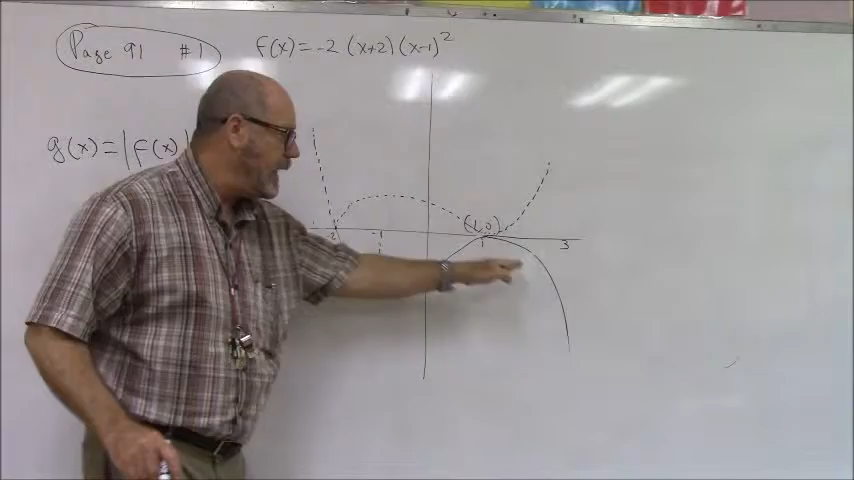 Page 91 #1
f(x) = -2 (x+2)(x-1)²
g(x) = |f(x)|
(1,0)
-2 -1 1 3